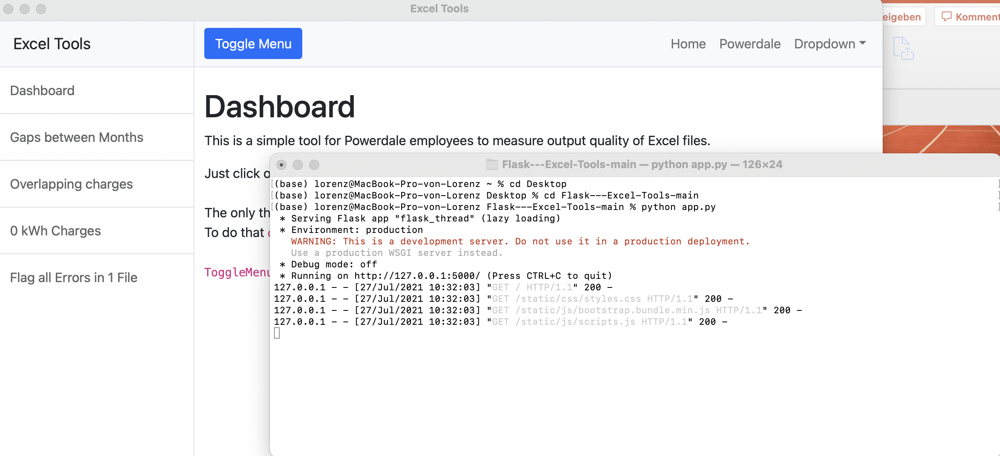 Excel Tools
Excel Tools
Toggle Menu
Home Powerdale Dropdown
Dashboard
Gaps between Months
Overlapping charges
0 kWh Charges
Flag all Errors in 1 File
Dashboard
This is a simple tool for Powerdale employees to measure output quality of Excel files.
Just click
The only
To do that
ToggleMenu
Flask---Excel-Tools-main — python app.py — 126×24
[(base) lorenz@MacBook-Pro-von-Lorenz ~ % cd Desktop ]
[(base) lorenz@MacBook-Pro-von-Lorenz Desktop % cd Flask---Excel-Tools-main ]
[(base) lorenz@MacBook-Pro-von-Lorenz Flask---Excel-Tools-main % python app.py ]
* Serving Flask app "flask_thread" (lazy loading)
* Environment: production
WARNING: This is a development server. Do not use it in a production deployment.
Use a production WSGI server instead.
* Debug mode: off
* Running on http://127.0.0.1:5000/ (Press CTRL+C to quit)
127.0.0.1 - - [27/Jul/2021 10:32:03] "GET / HTTP/1.1" 200 -
127.0.0.1 - - [27/Jul/2021 10:32:03] "GET /static/css/styles.css HTTP/1.1" 200 -
127.0.0.1 - - [27/Jul/2021 10:32:03] "GET /static/js/bootstrap.bundle.min.js HTTP/1.1" 200 -
127.0.0.1 - - [27/Jul/2021 10:32:03] "GET /static/js/scripts.js HTTP/1.1" 200 -
eigeben
Komment